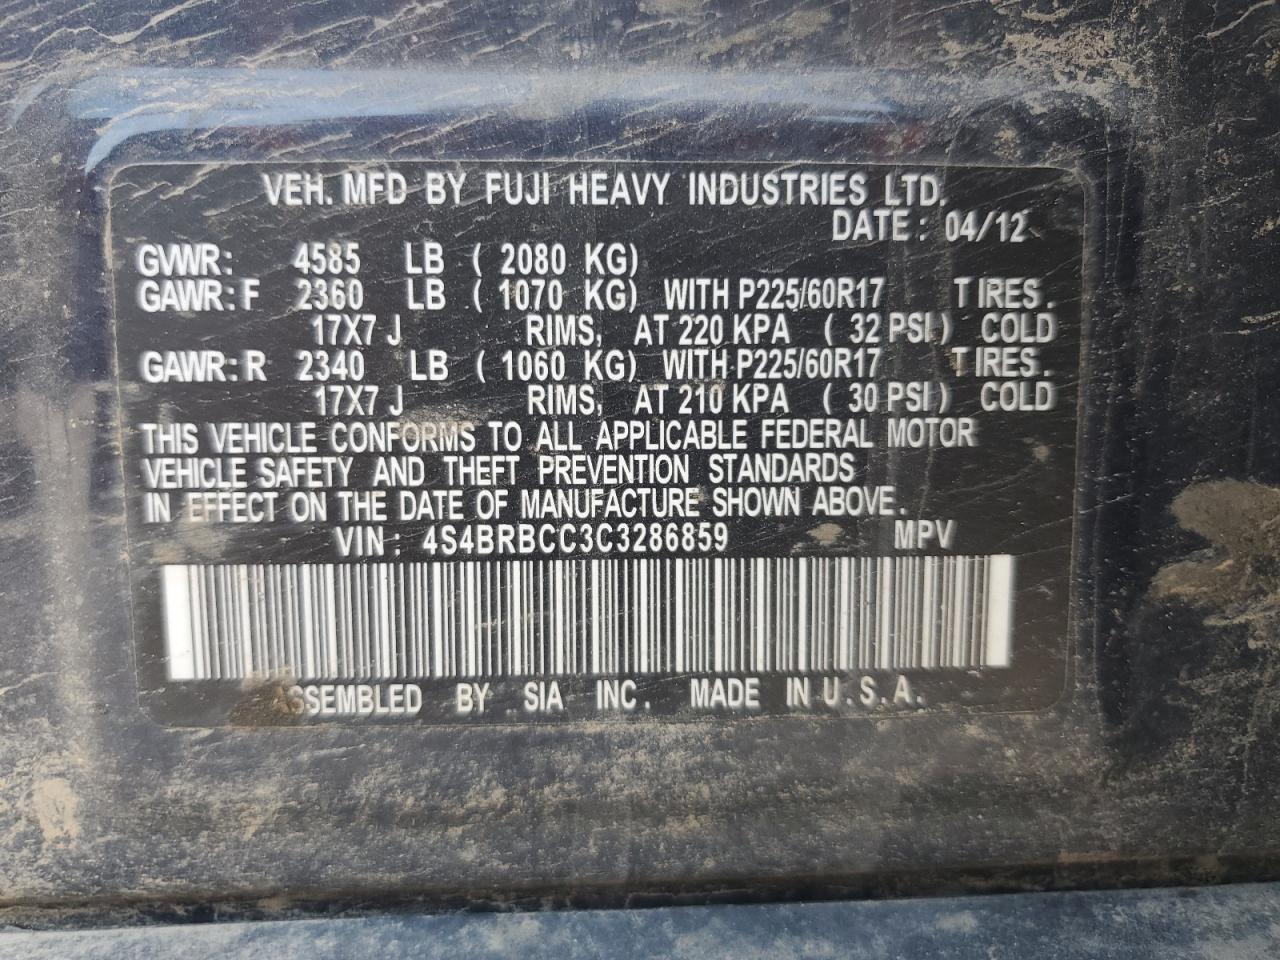 VEH. MFD BY FUJI HEAVY INDUSTRIES LTD.
DATE: 04/12
GVWR: 4585 LB ( 2080 KG)
GAWR: F 2360 LB ( 1070 KG) WITH P225/60R17 TIRES.
17X7 J RIMS, AT 220 KPA ( 32 PSI ) COLD
GAWR: R 2340 LB ( 1060 KG) WITH P225/60R17 TIRES.
17X7 J RIMS, AT 210 KPA ( 30 PSI ) COLD
THIS VEHICLE CONFORMS TO ALL APPLICABLE FEDERAL MOTOR
VEHICLE SAFETY AND THEFT PREVENTION STANDARDS
IN EFFECT ON THE DATE OF MANUFACTURE SHOWN ABOVE.
VIN: 4S4BRBCC3C3286859 MPV
ASSEMBLED BY SIA INC. MADE IN U.S.A.